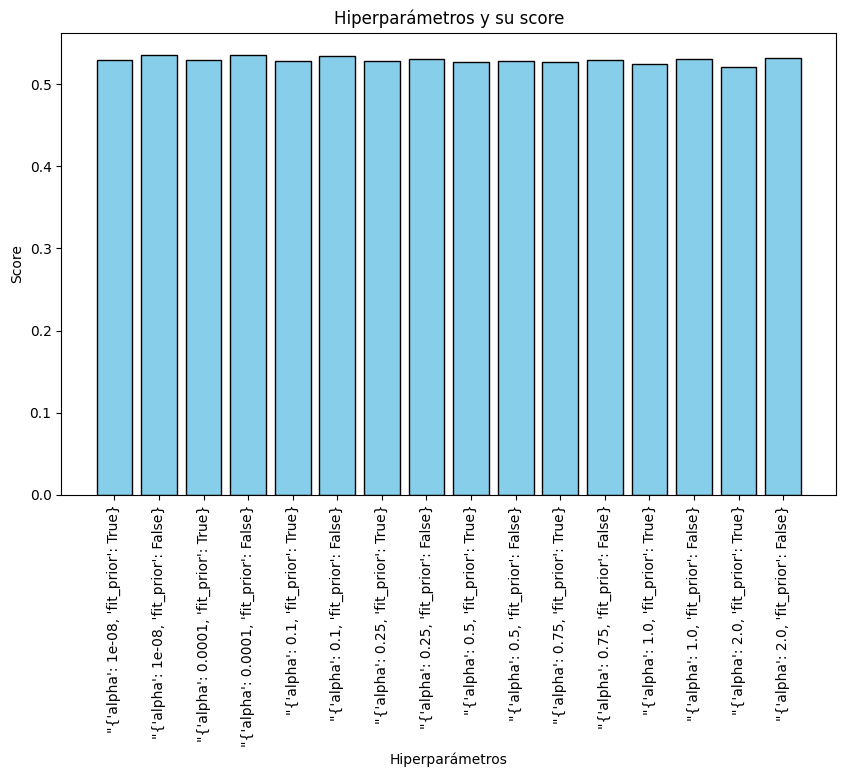 Hiperparámetros y su score
Score
0.5
0.4
0.3
0.2
0.1
0.0
"{'alpha': 1e-08, 'fit_prior': True}
"{'alpha': 1e-08, 'fit_prior': False}
"{'alpha': 0.0001, 'fit_prior': True}
"{'alpha': 0.0001, 'fit_prior': False}
"{'alpha': 0.1, 'fit_prior': True}
"{'alpha': 0.1, 'fit_prior': False}
"{'alpha': 0.25, 'fit_prior': True}
"{'alpha': 0.25, 'fit_prior': False}
"{'alpha': 0.5, 'fit_prior': True}
"{'alpha': 0.5, 'fit_prior': False}
"{'alpha': 0.75, 'fit_prior': True}
"{'alpha': 0.75, 'fit_prior': False}
"{'alpha': 1.0, 'fit_prior': True}
"{'alpha': 1.0, 'fit_prior': False}
"{'alpha': 2.0, 'fit_prior': True}
"{'alpha': 2.0, 'fit_prior': False}
Hiperparámetros